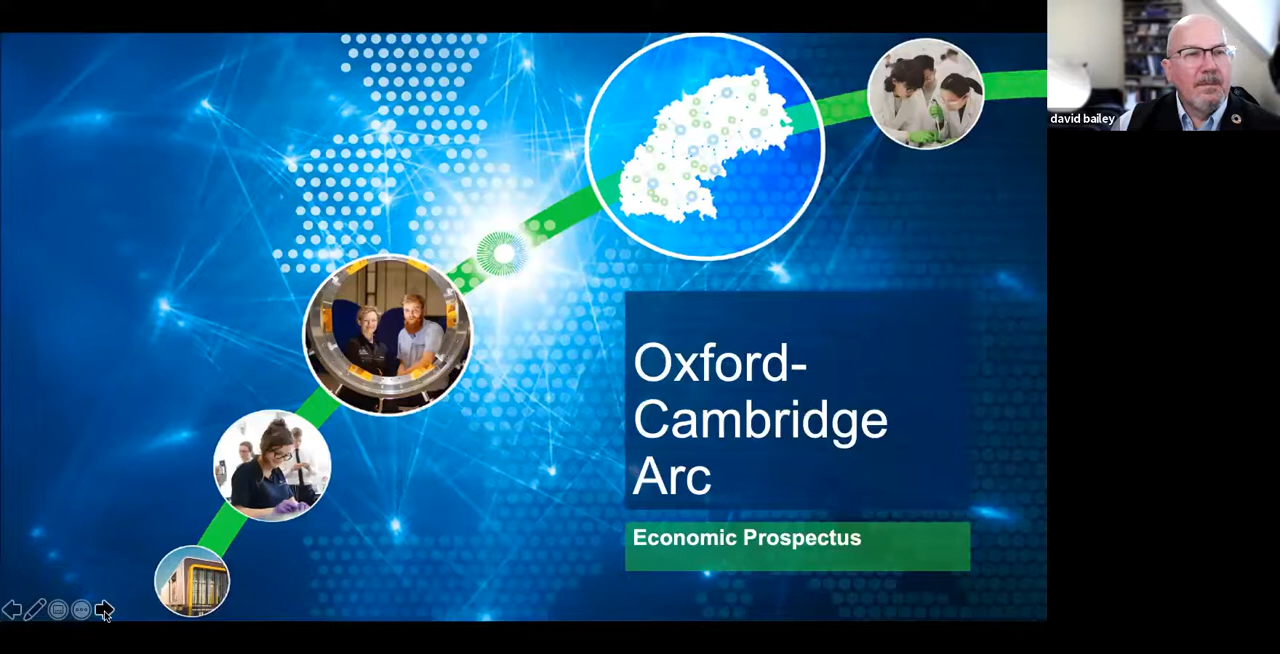 david bailey
Oxford-
Cambridge
Arc
Economic Prospectus